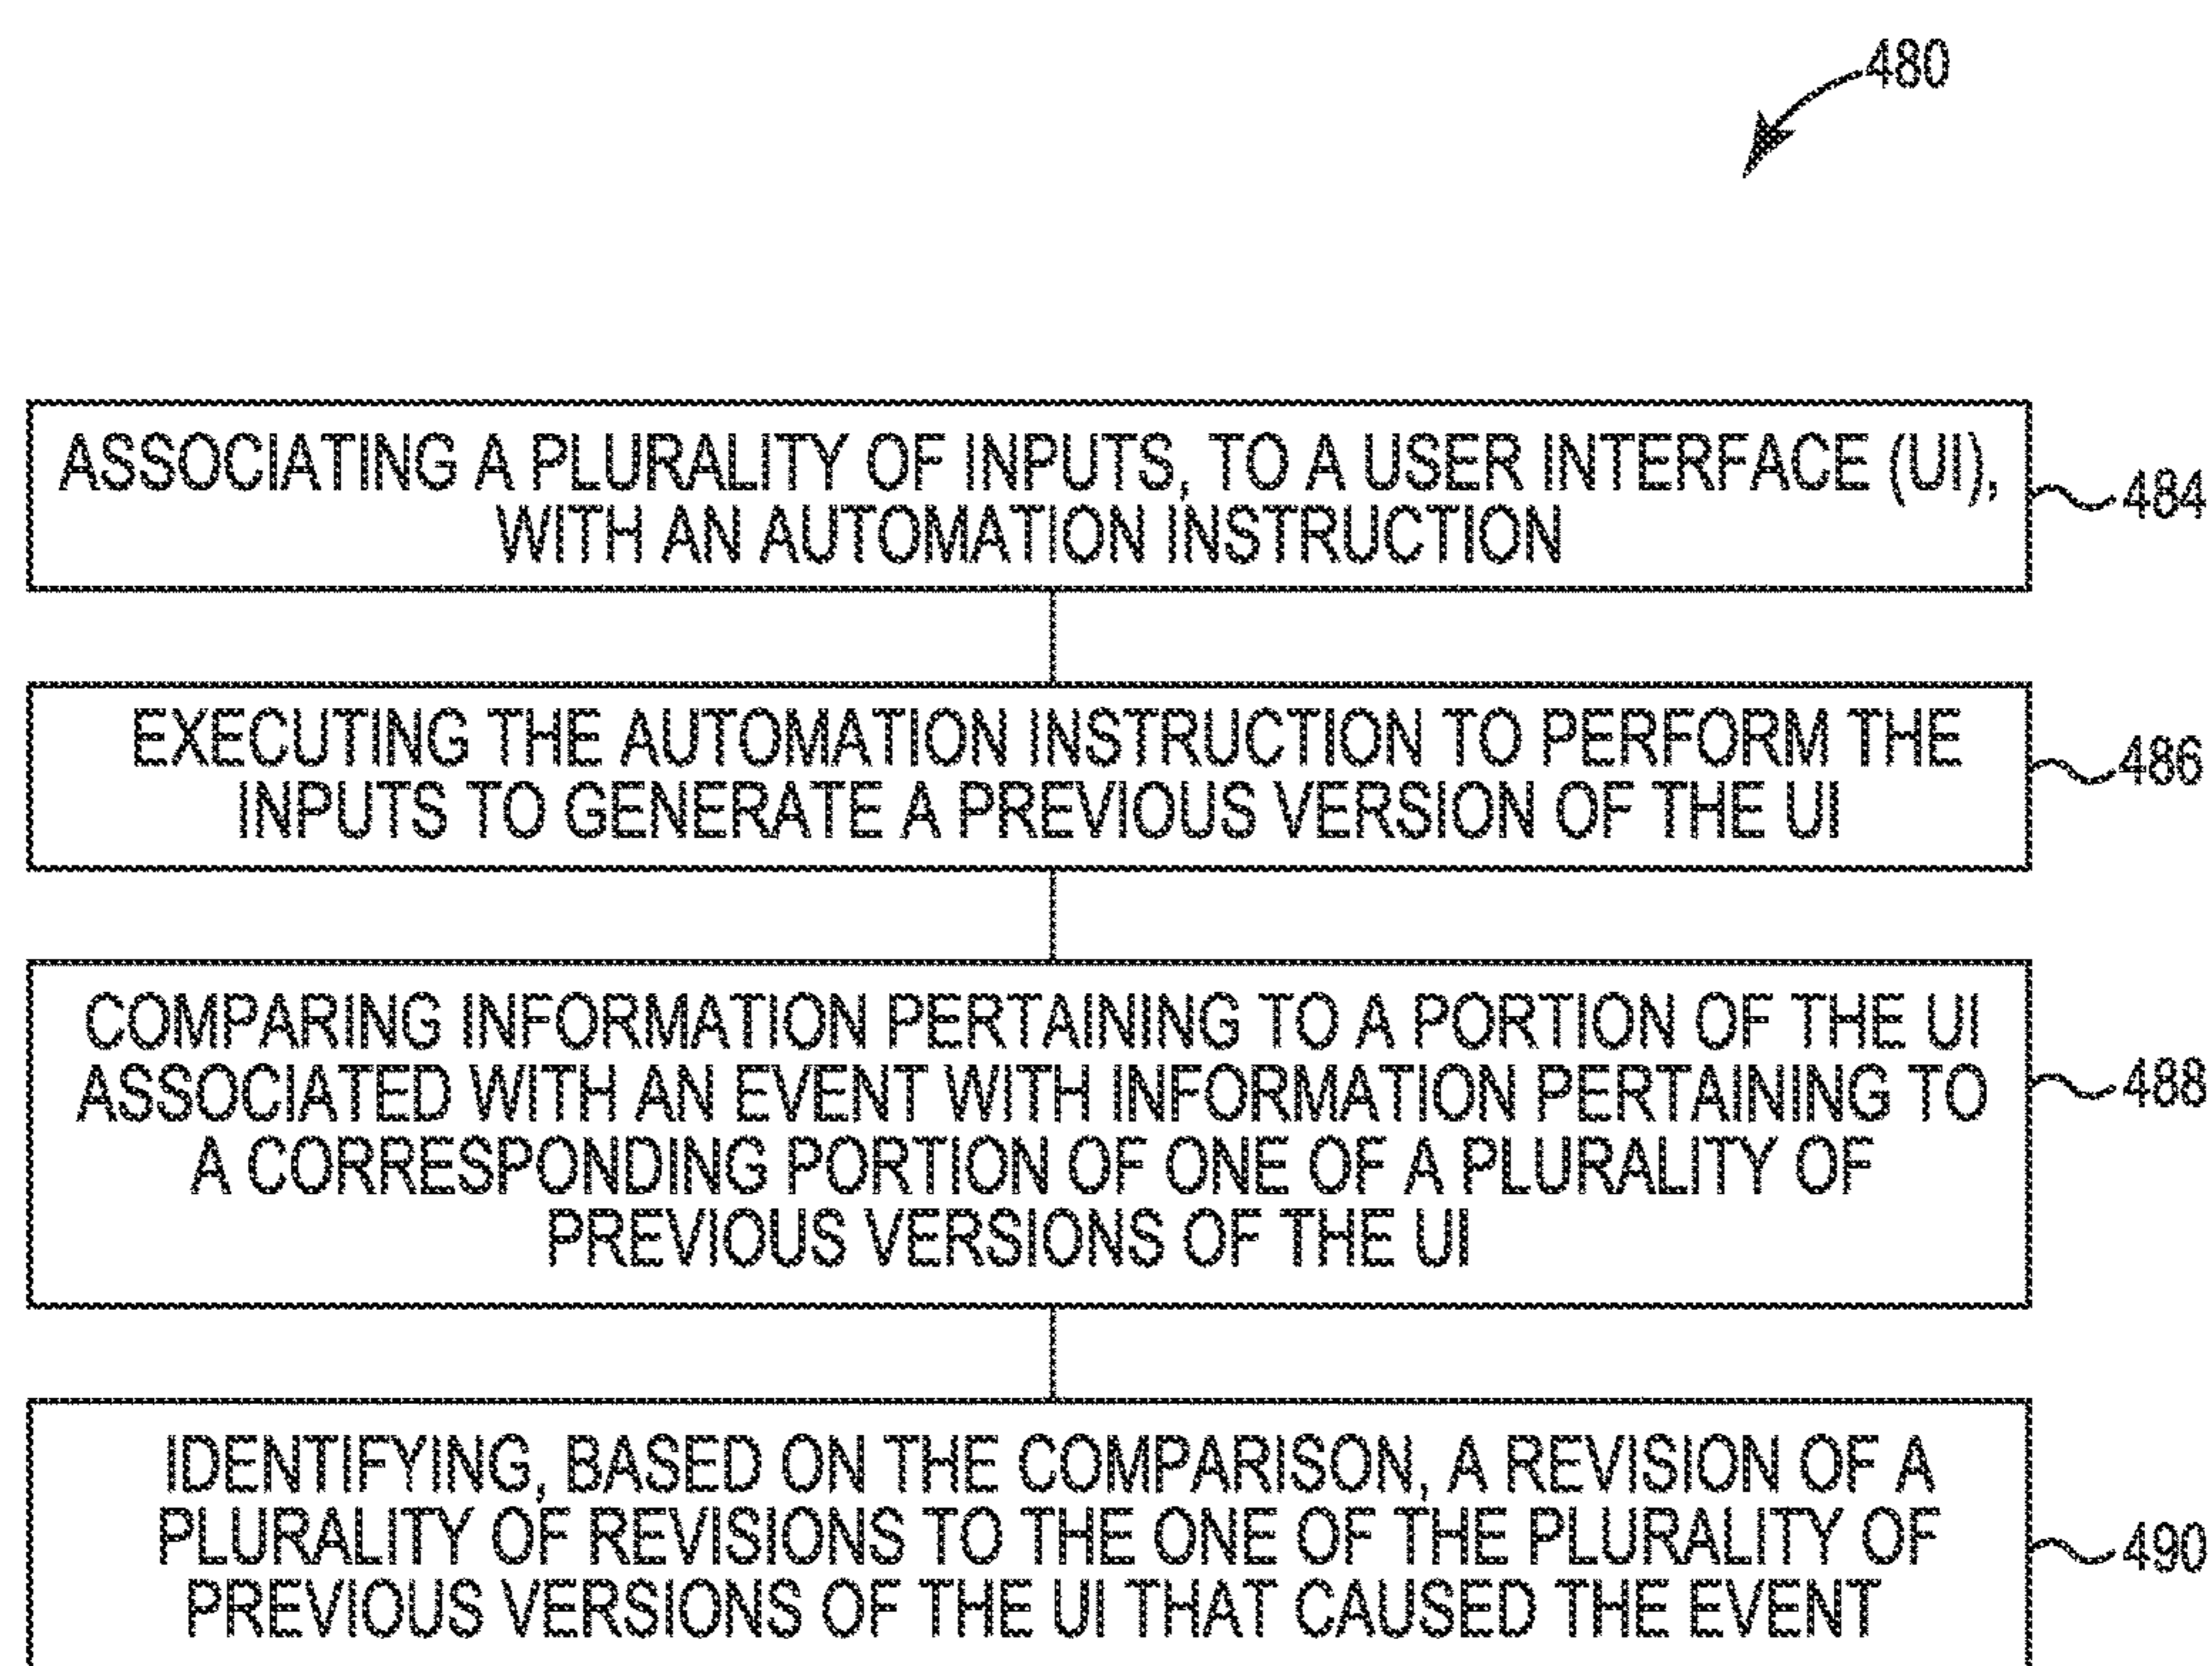 480
ASSOCIATING A PLURALITY OF INPUTS, TO A USER INTERFACE (UI),
WITH AN AUTOMATION INSTRUCTION
484
EXECUTING THE AUTOMATION INSTRUCTION TO PERFORM THE
INPUTS TO GENERATE A PREVIOUS VERSION OF THE UI
486
COMPARING INFORMATION PERTAINING TO A PORTION OF THE UI
ASSOCIATED WITH AN EVENT WITH INFORMATION PERTAINING TO
A CORRESPONDING PORTION OF ONE OF A PLURALITY OF
PREVIOUS VERSIONS OF THE UI
488
IDENTIFYING, BASED ON THE COMPARISON, A REVISION OF A
PLURALITY OF REVISIONS TO THE ONE OF THE PLURALITY OF
PREVIOUS VERSIONS OF THE UI THAT CAUSED THE EVENT
490